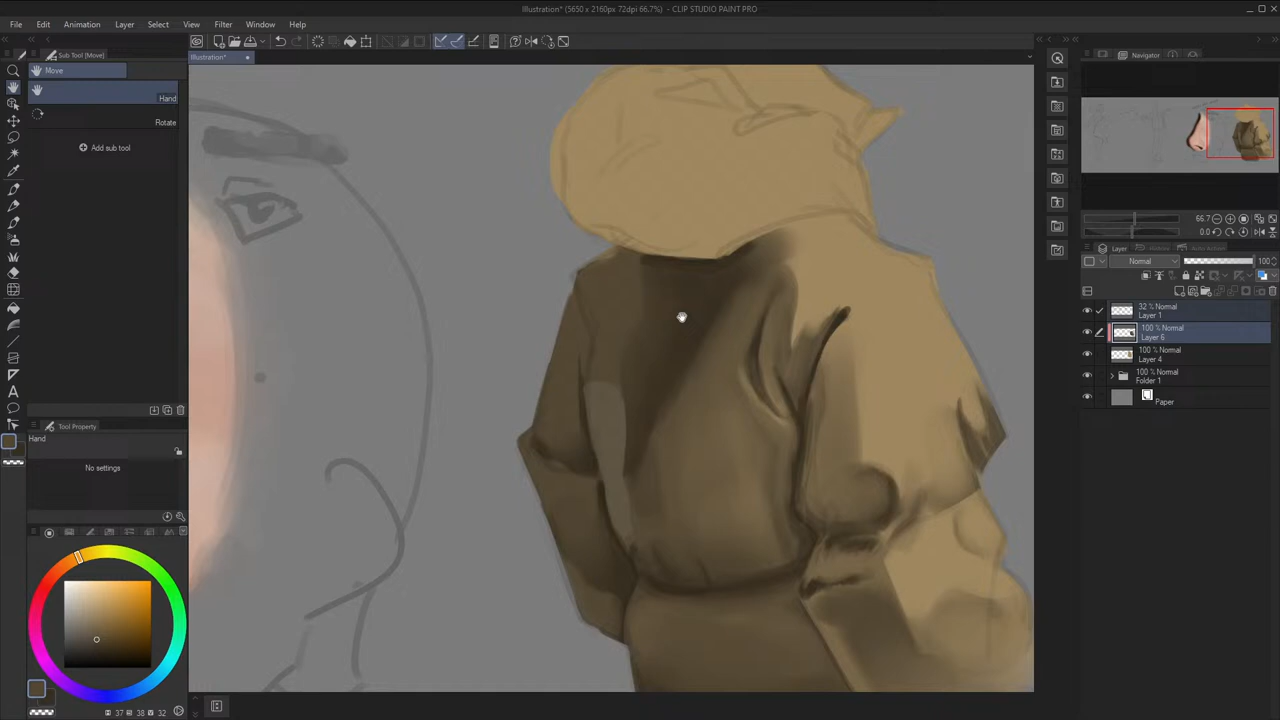 Illustration* (5650 x 2160px 72dpi 66.7%) - CLIP STUDIO PAINT PRO
File Edit Animation Layer Select View Filter Window Help
Sub Tool [Move]
Illustration*
Navigator
Move
Hand
Rotate
Add sub tool
66.7
0.0
Layer
Normal
100
32 % Normal
Layer 1
100 % Normal
Layer 6
100 % Normal
Layer 4
100 % Normal
Folder 1
Paper
Tool Property
Hand
No settings
H 37 S 38 V 32